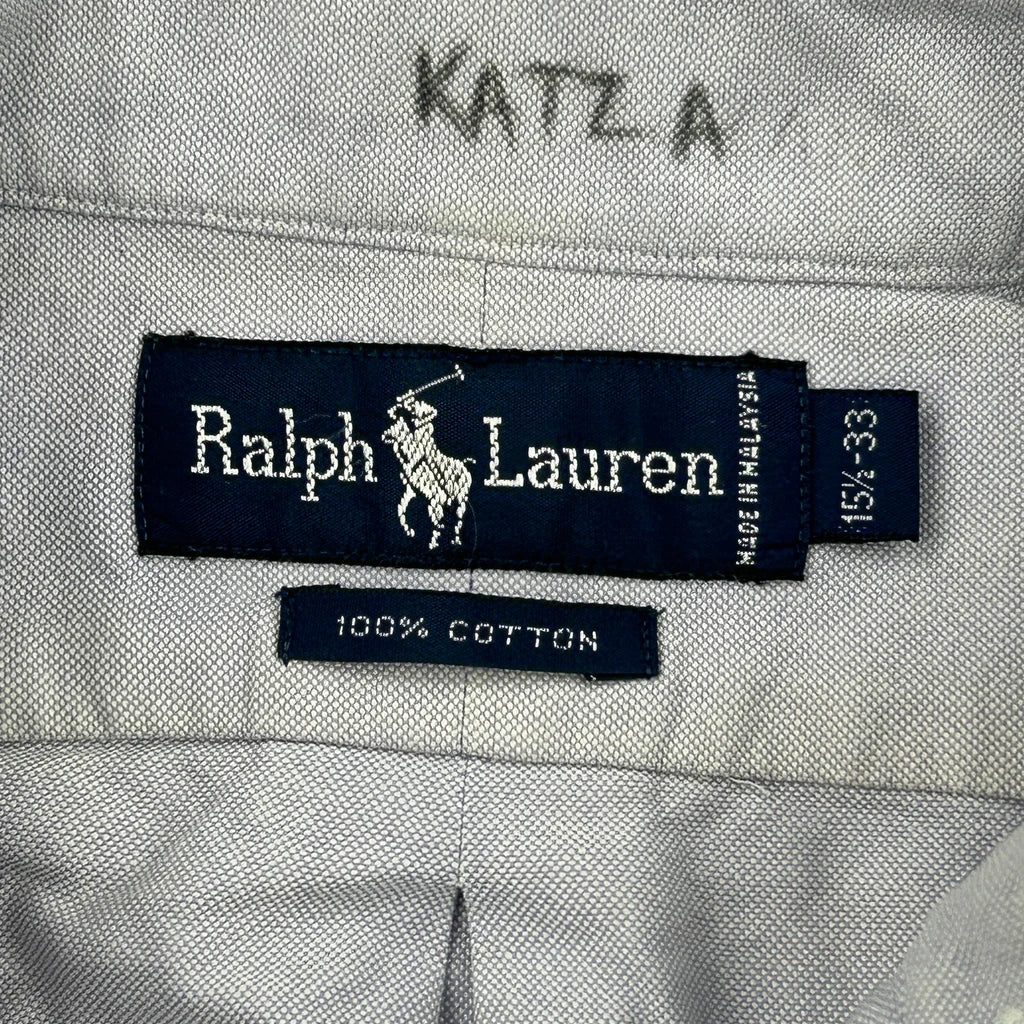 KATZ A
Ralph Lauren
MADE IN MALAYSIA
15½-33
100% COTTON